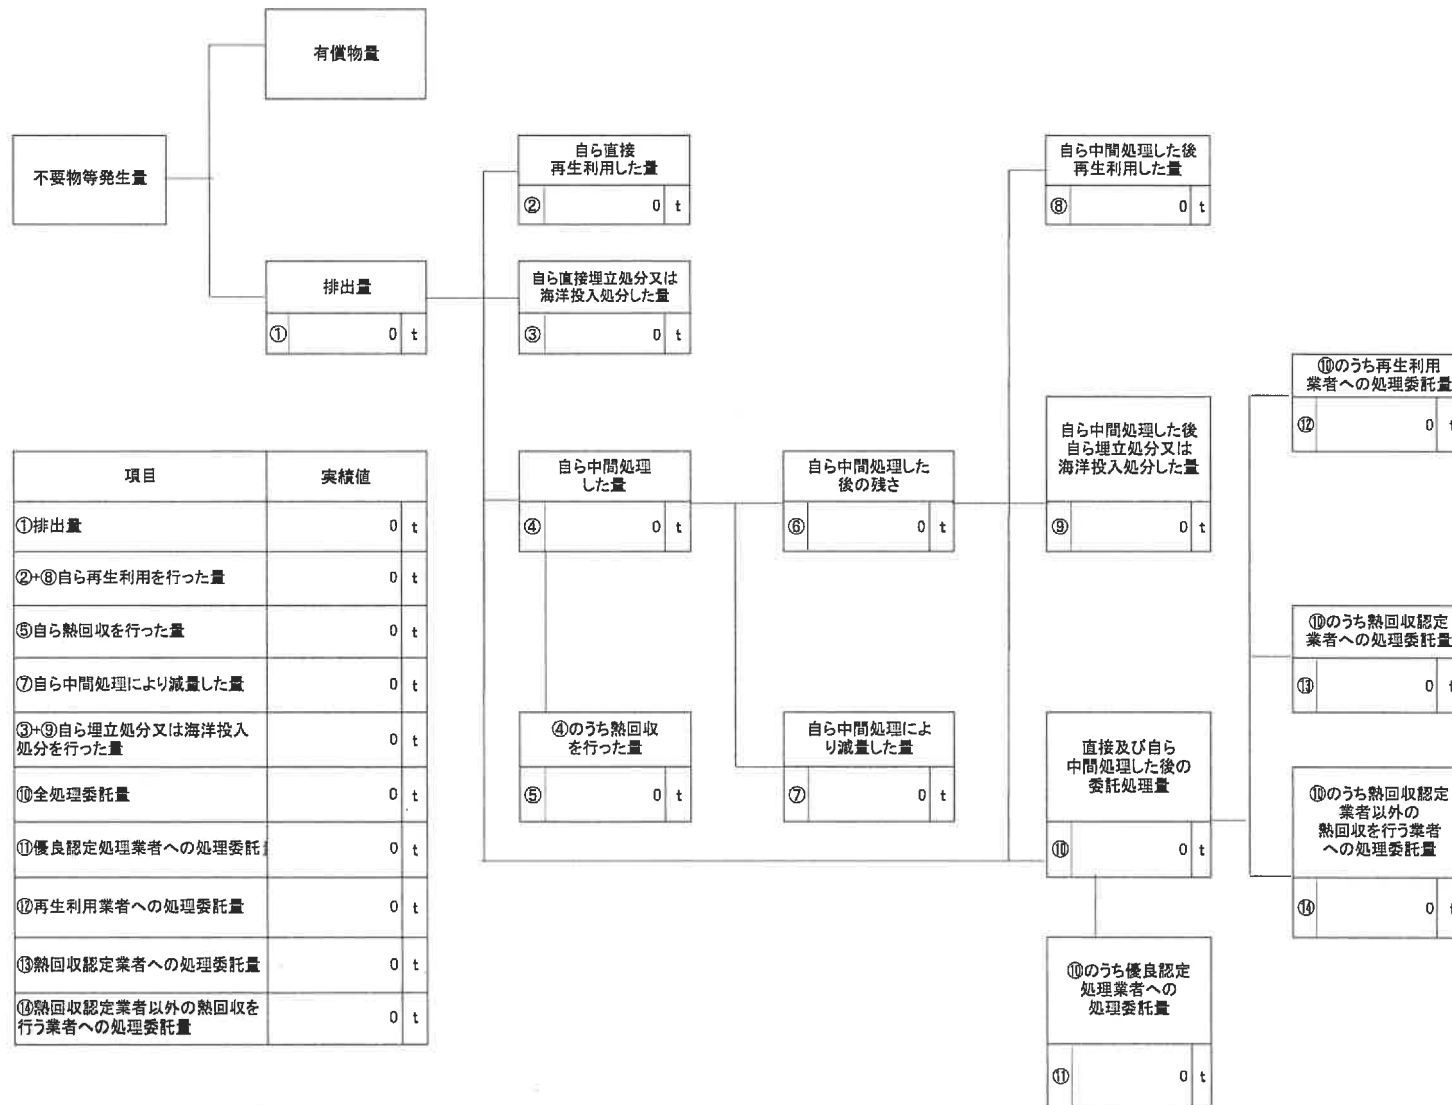 有償物量
不要物等発生量
排出量
① 0 t
自ら直接
再生利用した量
② 0 t
自ら直接埋立処分又は
海洋投入処分した量
③ 0 t
自ら中間処理
した量
④ 0 t
④のうち熱回収
を行った量
⑤ 0 t
自ら中間処理した
後の残さ
⑥ 0 t
自ら中間処理によ
り減量した量
⑦ 0 t
自ら中間処理した後
再生利用した量
⑧ 0 t
自ら中間処理した後
自ら埋立処分又は
海洋投入処分した量
⑨ 0 t
直接及び自ら
中間処理した後の
委託処理量
⑩ 0 t
⑩のうち優良認定
処理業者への
処理委託量
⑪ 0 t
⑩のうち再生利用
業者への処理委託量
⑫ 0 t
⑩のうち熱回収認定
業者への処理委託量
⑬ 0 t
⑩のうち熱回収認定
業者以外の
熱回収を行う業者
への処理委託量
⑭ 0 t
項目 実績値
①排出量 0 t
②+⑧自ら再生利用を行った量 0 t
⑤自ら熱回収を行った量 0 t
⑦自ら中間処理により減量した量 0 t
③+⑨自ら埋立処分又は海洋投入
処分を行った量 0 t
⑩全処理委託量 0 t
⑪優良認定処理業者への処理委託 0 t
⑫再生利用業者への処理委託量 0 t
⑬熱回収認定業者への処理委託量 0 t
⑭熱回収認定業者以外の熱回収を
行う業者への処理委託量 0 t